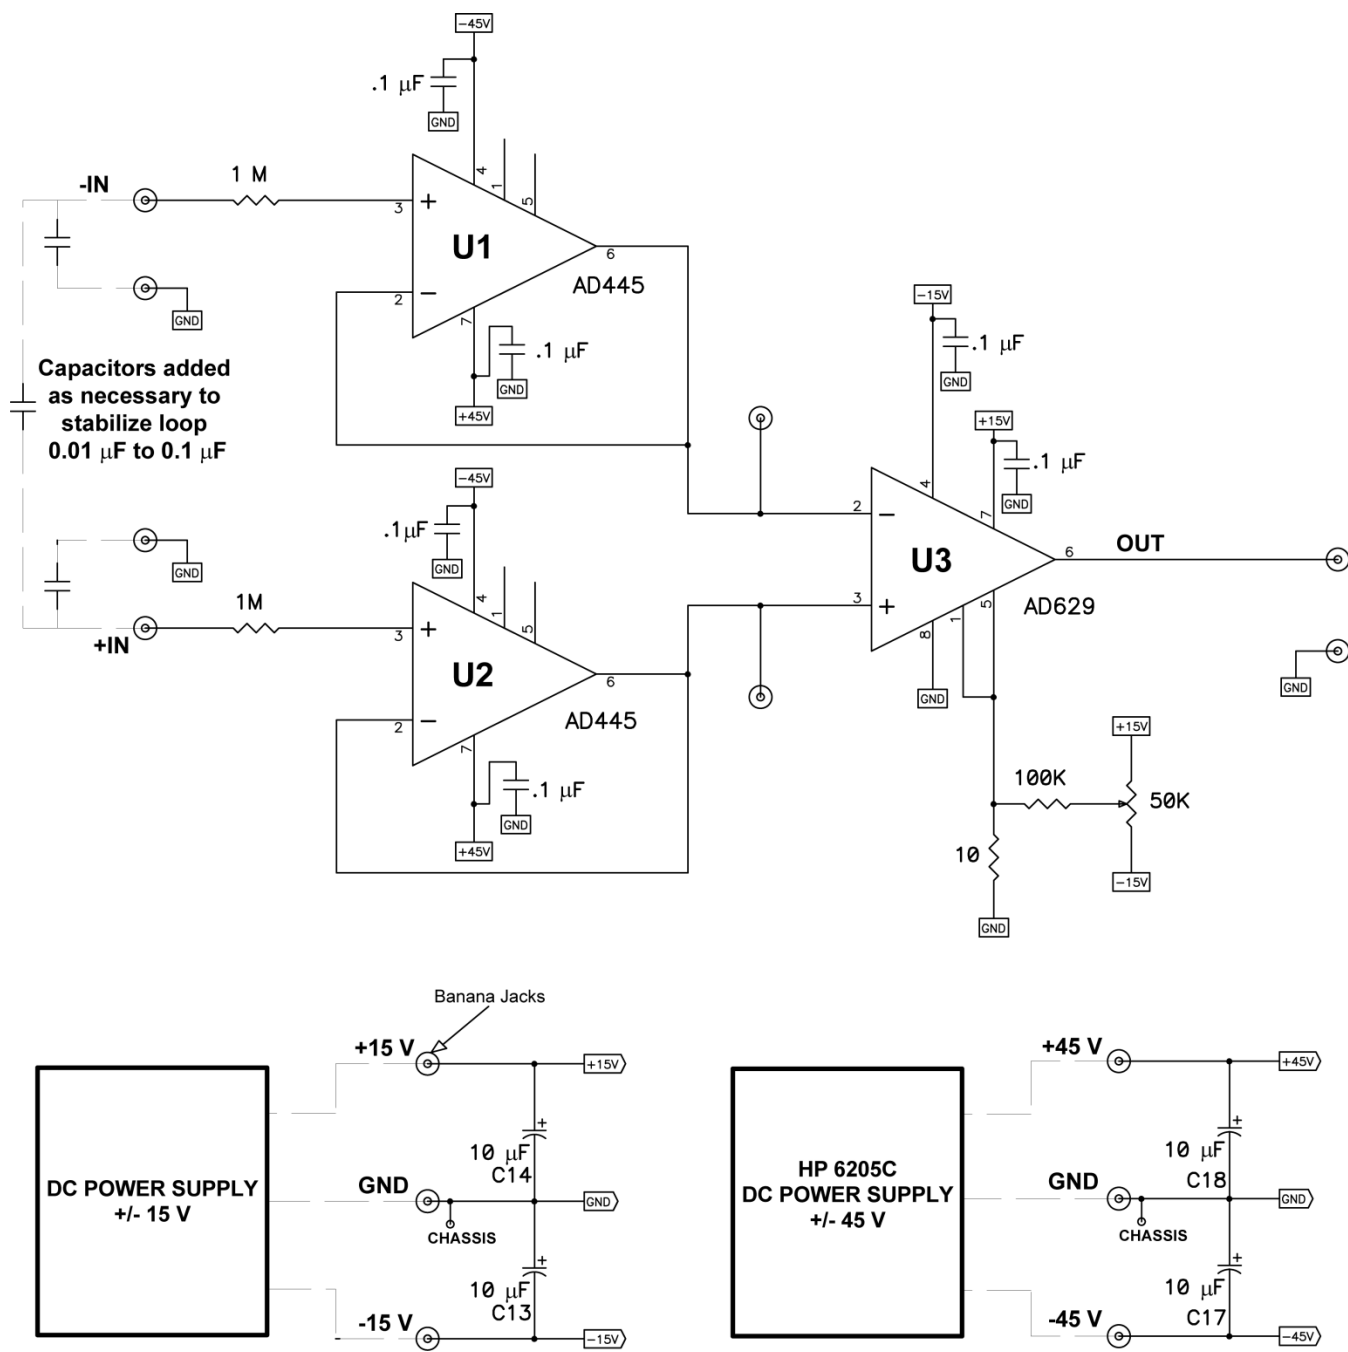 -45V
.1 µF
GND
4
1
5
-IN
1 M
3
+
U1
6
AD445
2
−
7
GND
.1 µF
GND
+45V
Capacitors added
as necessary to
stabilize loop
0.01 µF to 0.1 µF
-45V
.1µF
GND
4
1
5
GND
+IN
1M
3
+
U2
6
AD445
2
−
7
.1 µF
GND
+45V
-15V
.1 µF
GND
+15V
.1 µF
GND
4
7
2
−
U3
6
OUT
3
+
AD629
8
1
5
GND
GND
+15V
100K
50K
10
-15V
GND
Banana Jacks
+15 V
+15V
+
10 µF
C14
DC POWER SUPPLY
+/- 15 V
GND
GND
CHASSIS
+
10 µF
C13
-15 V
-15V
+45 V
+45V
+
10 µF
C18
HP 6205C
DC POWER SUPPLY
+/- 45 V
GND
GND
CHASSIS
+
10 µF
C17
-45 V
-45V